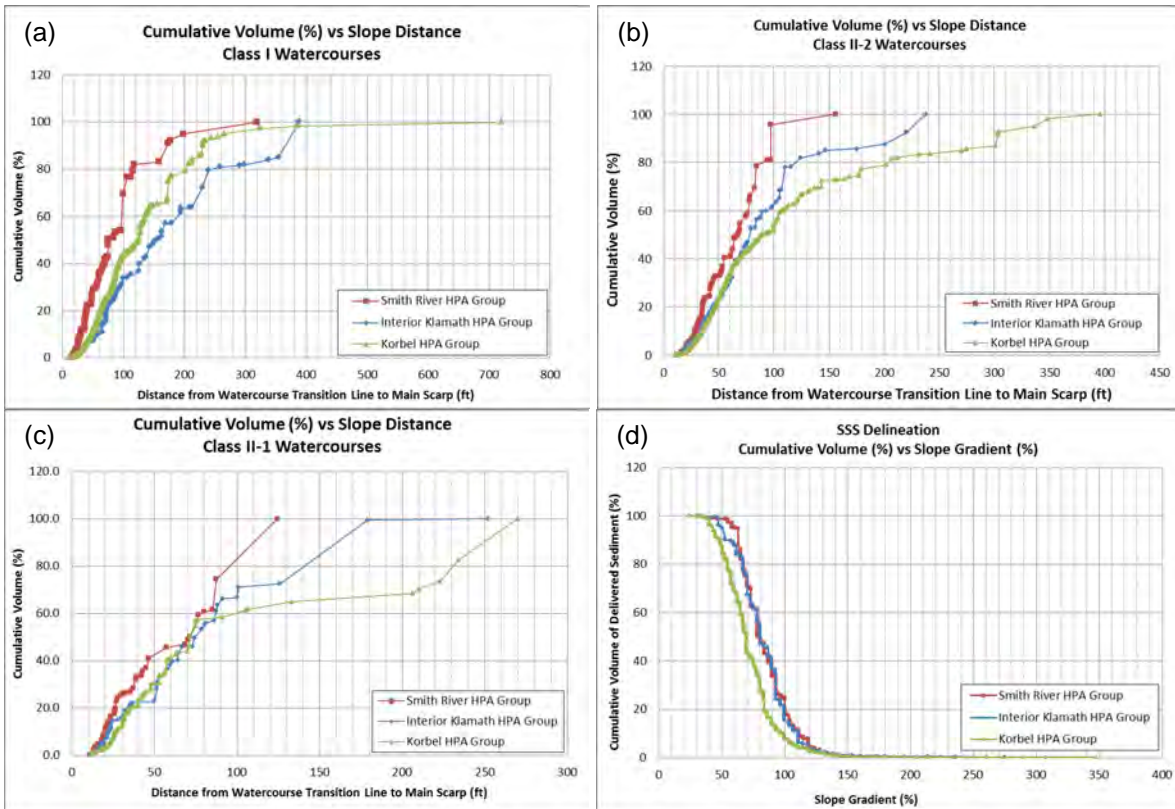 (a)
Cumulative Volume (%) vs Slope Distance
Class I Watercourses
120
100
80
60
40
20
0
Cumulative Volume (%)
Smith River HPA Group
Interior Klamath HPA Group
Korbel HPA Group
0 100 200 300 400 500 600 700 800
Distance from Watercourse Transition Line to Main Scarp (ft)
(b)
Cumulative Volume (%) vs Slope Distance
Class II-2 Watercourses
120
100
80
60
40
20
0
Cumulative Volume (%)
Smith River HPA Group
Interior Klamath HPA Group
Korbel HPA Group
0 50 100 150 200 250 300 350 400 450
Distance from Watercourse Transition Line to Main Scarp (ft)
(c)
Cumulative Volume (%) vs Slope Distance
Class II-1 Watercourses
120.0
100.0
80.0
60.0
40.0
20.0
0.0
Cumulative Volume (%)
Smith River HPA Group
Interior Klamath HPA Group
Korbel HPA Group
0 50 100 150 200 250 300
Distance from Watercourse Transition Line to Main Scarp (ft)
(d)
SSS Delineation
Cumulative Volume (%) vs Slope Gradient (%)
120
100
80
60
40
20
0
Cumulative Volume of Delivered Sediment (%)
Smith River HPA Group
Interior Klamath HPA Group
Korbel HPA Group
0 50 100 150 200 250 300 350 400
Slope Gradient (%)